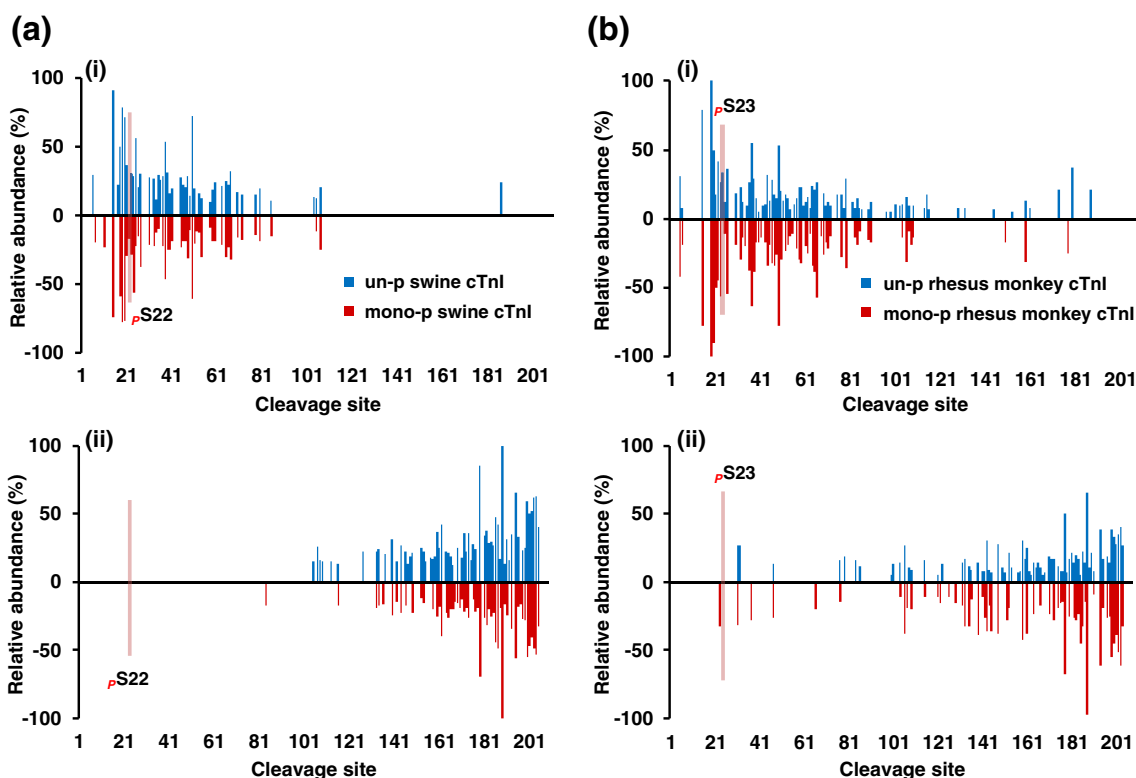 (a)
(i)
Relative abundance (%)
100
50
0
-50
-100
pS22
un-p swine cTnI
mono-p swine cTnI
1 21 41 61 81 101 121 141 161 181 201
Cleavage site
(ii)
Relative abundance (%)
100
50
0
-50
-100
pS22
1 21 41 61 81 101 121 141 161 181 201
Cleavage site
(b)
(i)
Relative abundance (%)
100
50
0
-50
-100
pS23
un-p rhesus monkey cTnI
mono-p rhesus monkey cTnI
1 21 41 61 81 101 121 141 161 181 201
Cleavage site
(ii)
Relative abundance (%)
100
50
0
-50
-100
pS23
1 21 41 61 81 101 121 141 161 181 201
Cleavage site